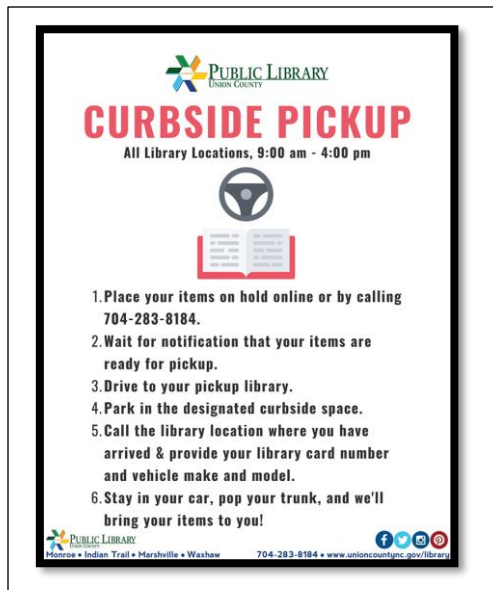 PUBLIC LIBRARY
UNION COUNTY
CURBSIDE PICKUP
All Library Locations, 9:00 am - 4:00 pm
1. Place your items on hold online or by calling
704-283-8184.
2. Wait for notification that your items are
ready for pickup.
3. Drive to your pickup library.
4. Park in the designated curbside space.
5. Call the library location where you have
arrived & provide your library card number
and vehicle make and model.
6. Stay in your car, pop your trunk, and we'll
bring your items to you!
PUBLIC LIBRARY
UNION COUNTY
Monroe • Indian Trail • Marshville • Waxhaw 704-283-8184 • www.unioncountync.gov/library